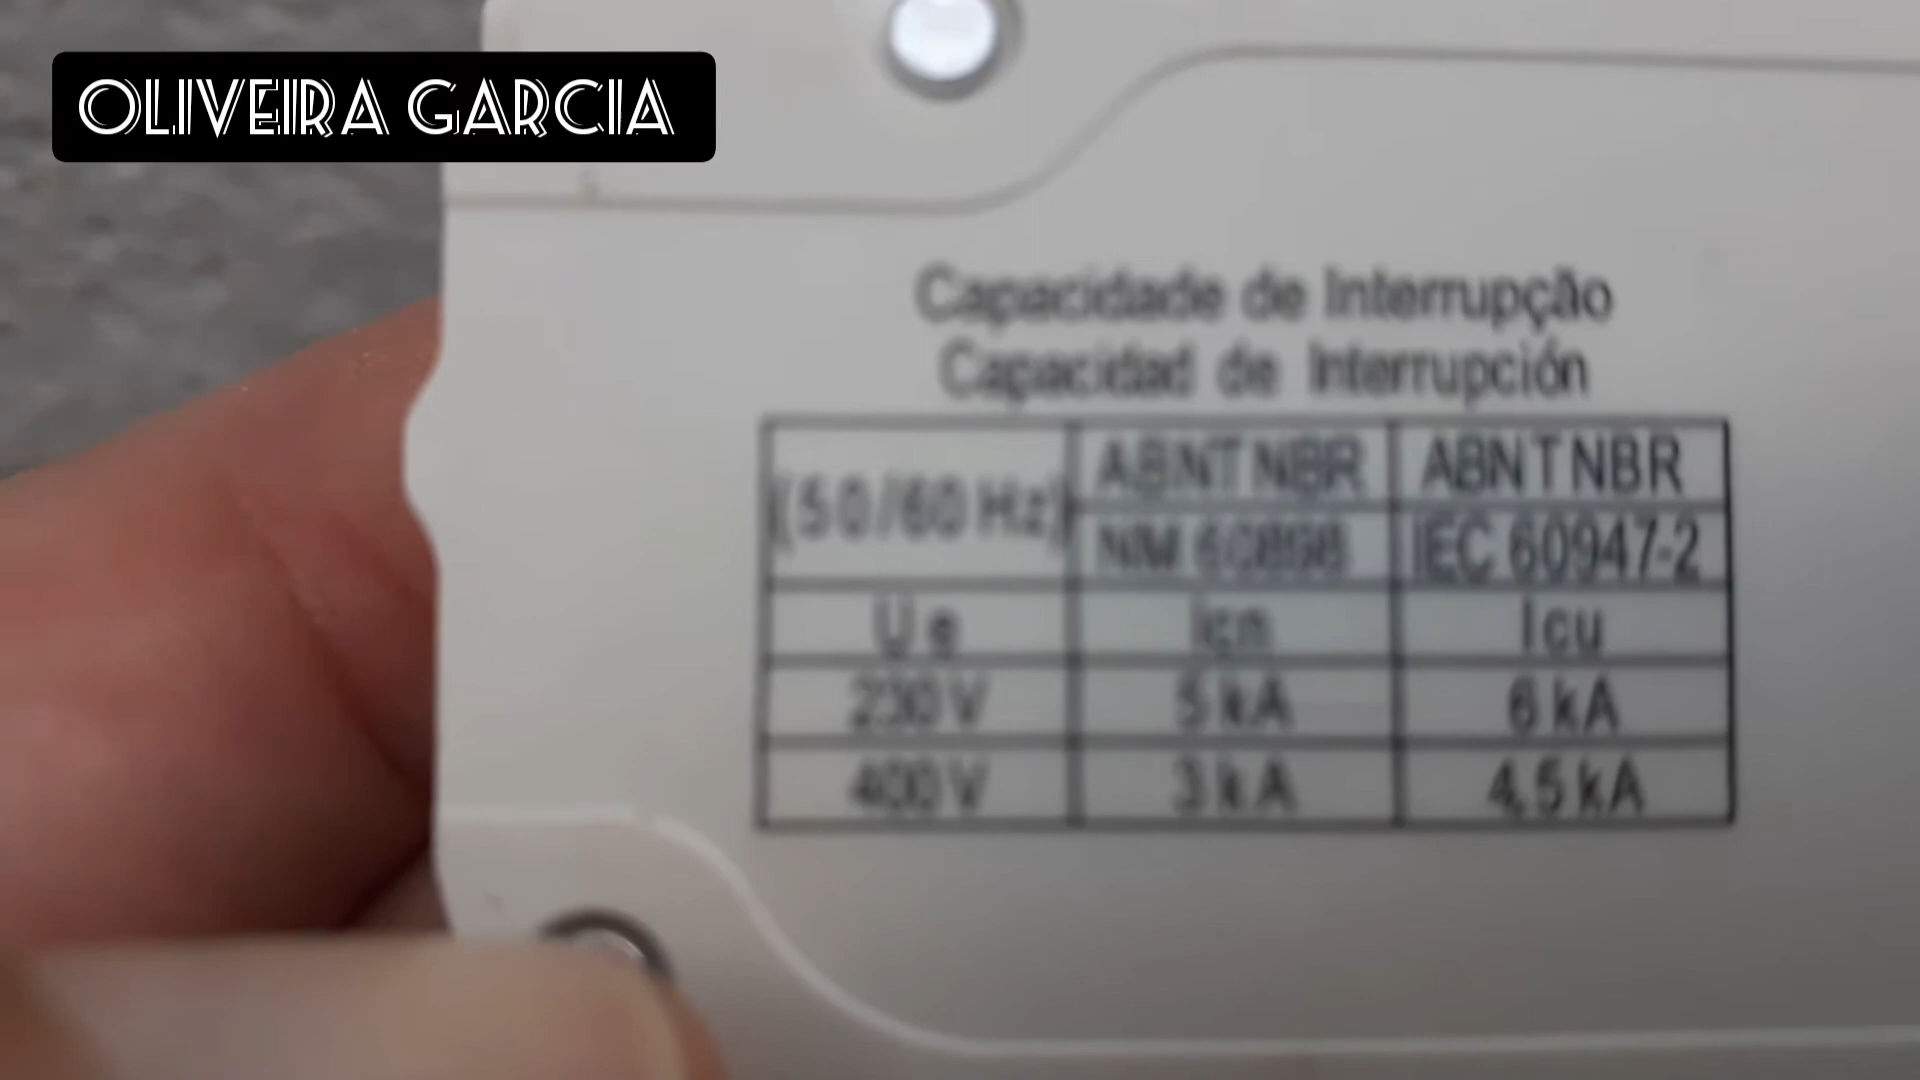 OLIVEIRA GARCIA
Capacidade de Interrupção
Capacidad de Interrupción
(50/60 Hz) ABNT NBR ABNT NBR
NM 60898 IEC 60947-2
Ue Icn Icu
230 V 5 kA 6 kA
400 V 3 kA 4,5 kA